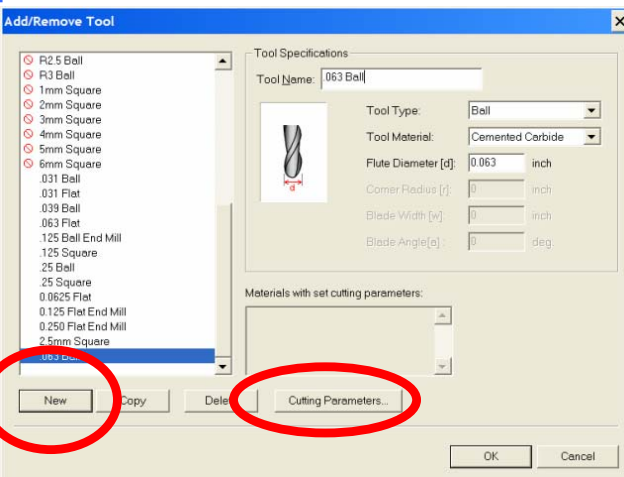 Add/Remove Tool
R2.5 Ball
R3 Ball
1mm Square
2mm Square
3mm Square
4mm Square
5mm Square
6mm Square
.031 Ball
.031 Flat
.039 Ball
.063 Flat
.125 Ball End Mill
.125 Square
.25 Ball
.25 Square
0.0625 Flat
0.125 Flat End Mill
0.250 Flat End Mill
2.5mm Square
.063 Ball
Tool Specifications
Tool Name: .063 Ball
d
Tool Type: Ball
Tool Material: Cemented Carbide
Flute Diameter [d]: 0.063 inch
Corner Radius [r]: 0 inch
Blade Width [w]: 0 inch
Blade Angle[a] : 0 deg.
Materials with set cutting parameters:
New Copy Dele Cutting Parameters...
OK Cancel